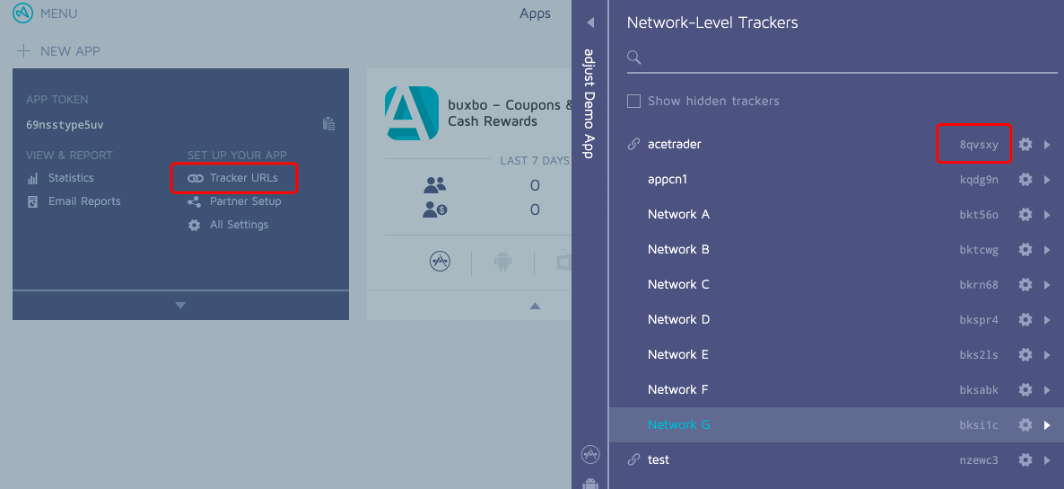 MENU
Apps
NEW APP
APP TOKEN
69nsstype5uv
VIEW & REPORT
SET UP YOUR APP
Statistics
Tracker URLs
Email Reports
Partner Setup
All Settings
buxbo – Coupons &
Cash Rewards
LAST 7 DAYS
0
0
adjust Demo App
Network-Level Trackers
Show hidden trackers
acetrader 8qvsxy
appcn1 kqdg9n
Network A bkt56o
Network B bktcwg
Network C bkrn68
Network D bkspr4
Network E bks2ls
Network F bksabk
Network G bksi1c
test nzewc3